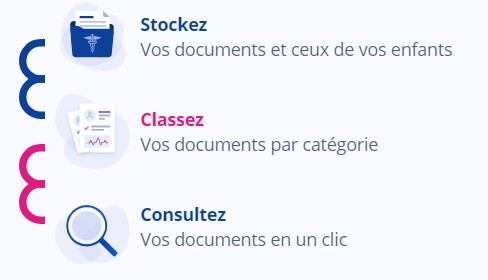 Stockez
Vos documents et ceux de vos enfants
Classez
Vos documents par catégorie
Consultez
Vos documents en un clic